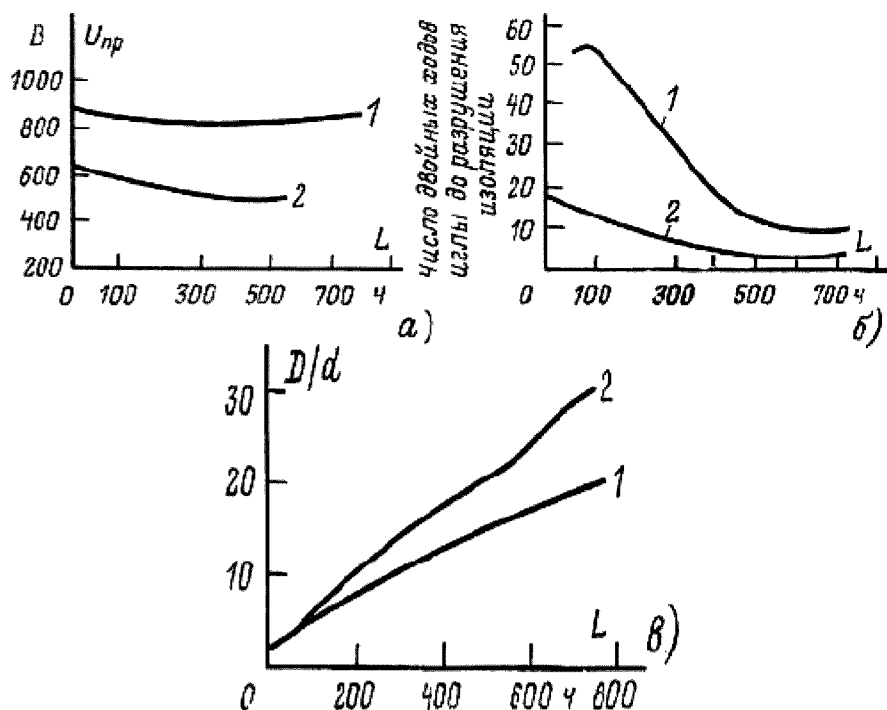 В U пр
1000
800
600
400
200
0 100 300 500 700 ч
1
2
L
а)
Число двойных ходов
иглы до разрушения
изоляции
60
50
40
30
20
10
1
2
L
0 100 300 500 700 ч
б)
D/d
30
20
10
2
1
L
в)
0 200 400 600 ч 800